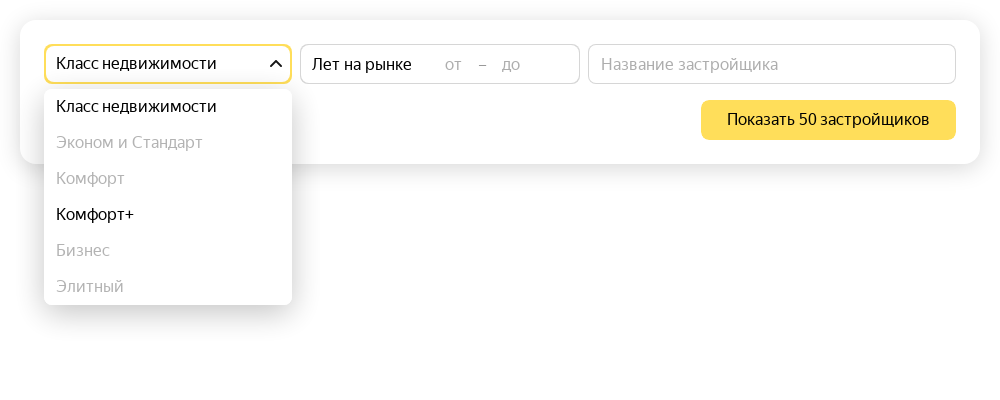 Класс недвижимости
Лет на рынке от – до
Название застройщика
Показать 50 застройщиков
Класс недвижимости
Эконом и Стандарт
Комфорт
Комфорт+
Бизнес
Элитный